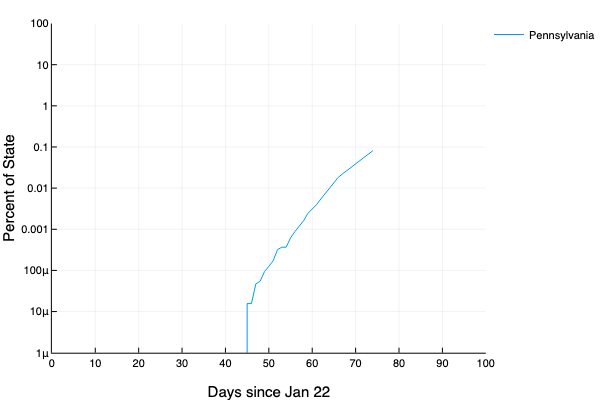 100
10
1
0.1
0.01
0.001
100µ
10µ
1µ
Percent of State
0 10 20 30 40 50 60 70 80 90 100
Days since Jan 22
Pennsylvania